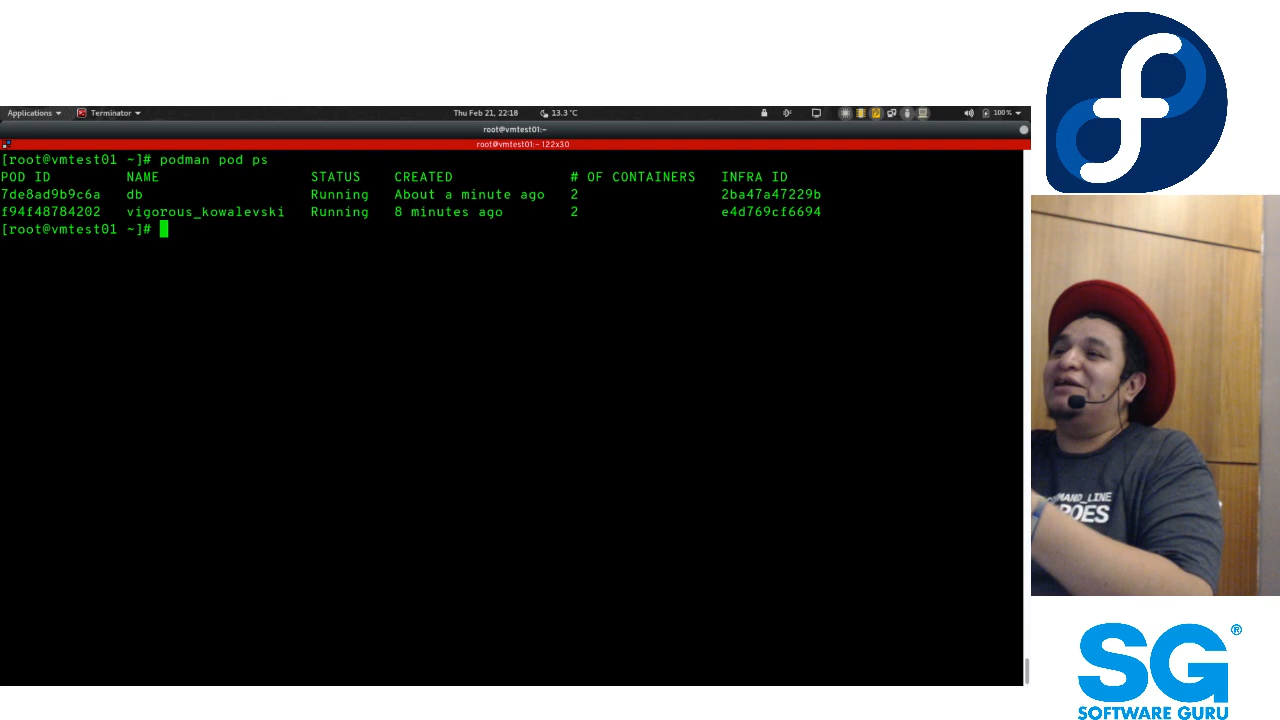 Applications Terminator Thu Feb 21, 22:18 13.3 °C 100 %
root@vmtest01:~
root@vmtest01:~ 122x30
[root@vmtest01 ~]# podman pod ps
POD ID NAME STATUS CREATED # OF CONTAINERS INFRA ID
7de8ad9b9c6a db Running About a minute ago 2 2ba47a47229b
f94f48784202 vigorous_kowalevski Running 8 minutes ago 2 e4d769cf6694
[root@vmtest01 ~]#
SG®
SOFTWARE GURU